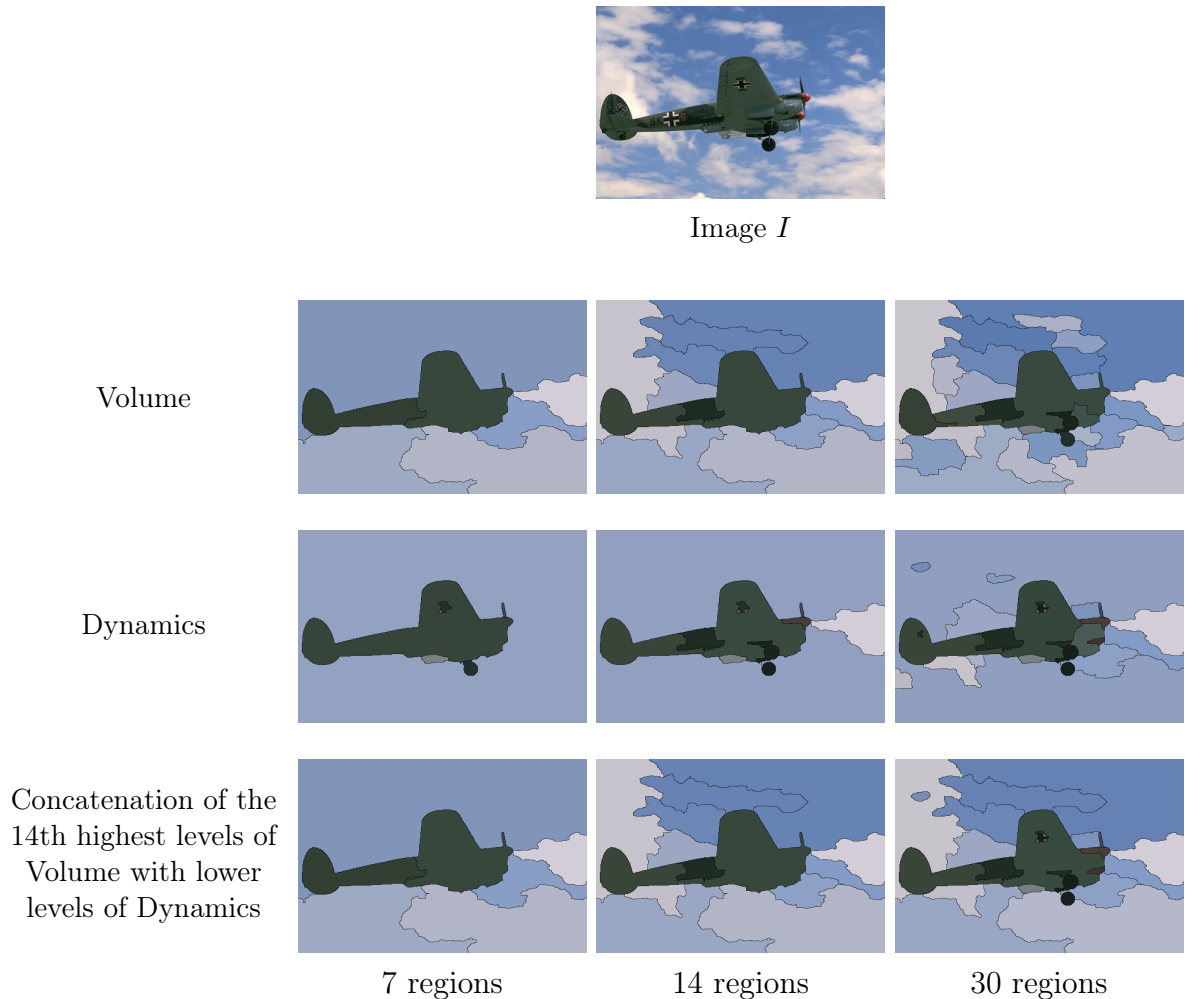 Image I
Volume
Dynamics
Concatenation of the
14th highest levels of
Volume with lower
levels of Dynamics
7 regions
14 regions
30 regions